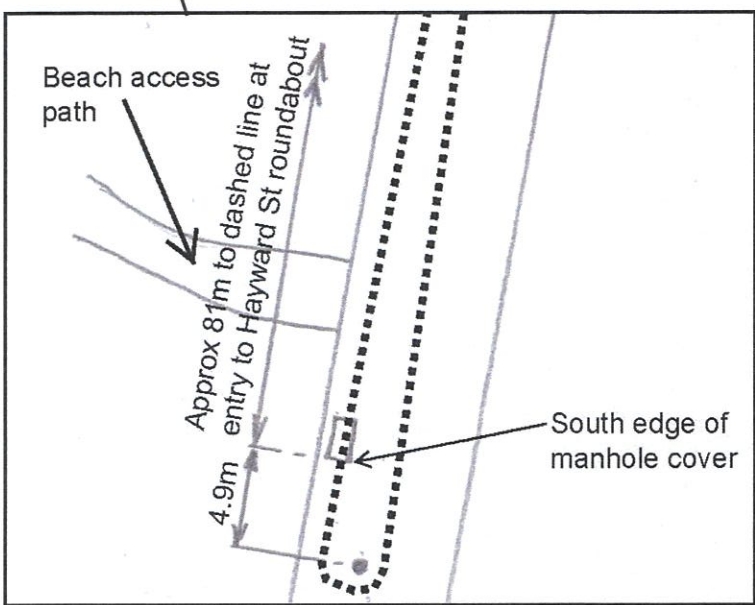 Beach access
path
Approx 81m to dashed line at
entry to Hayward St roundabout
4.9m
South edge of
manhole cover